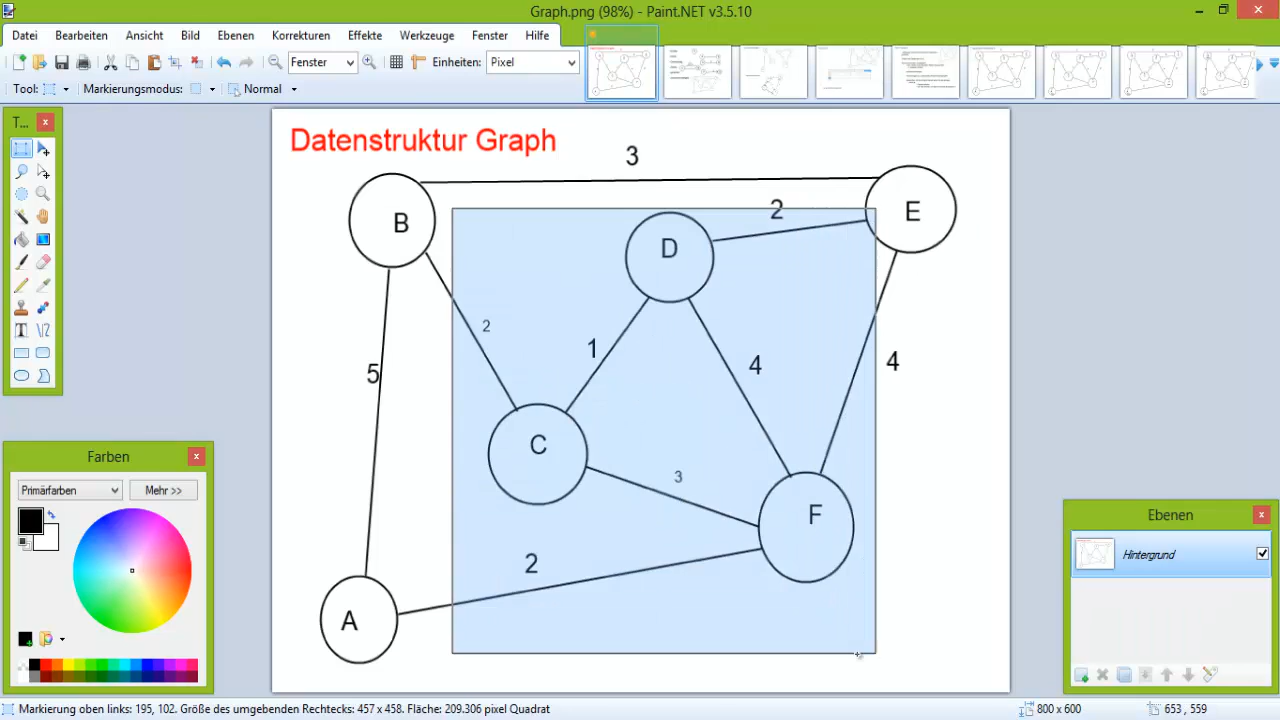 Graph.png (98%) - Paint.NET v3.5.10
Datei Bearbeiten Ansicht Bild Ebenen Korrekturen Effekte Werkzeuge Fenster Hilfe
Fenster Einheiten: Pixel
Tool: Markierungsmodus: Normal
T...
Datenstruktur Graph
3
B
E
2
D
2
1
5
4
4
C
3
F
2
A
Farben
Primärfarben Mehr >>
Ebenen
Hintergrund
Markierung oben links: 195, 102. Größe des umgebenden Rechtecks: 457 x 458. Fläche: 209.306 pixel Quadrat 800 x 600 653 , 559